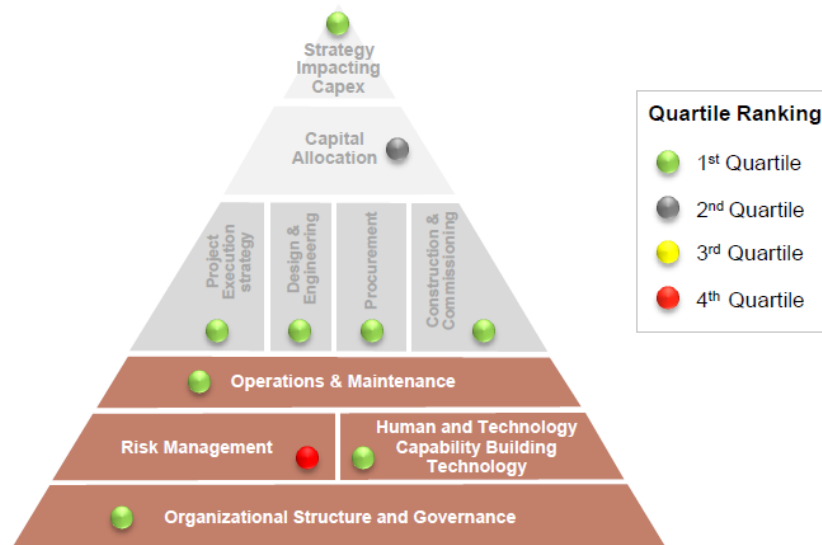 Strategy
Impacting
Capex
Capital
Allocation
Project
Execution
strategy
Design &
Engineering
Procurement
Construction &
Commissioning
Operations & Maintenance
Risk Management
Human and Technology
Capability Building
Technology
Organizational Structure and Governance
Quartile Ranking
1st Quartile
2nd Quartile
3rd Quartile
4th Quartile